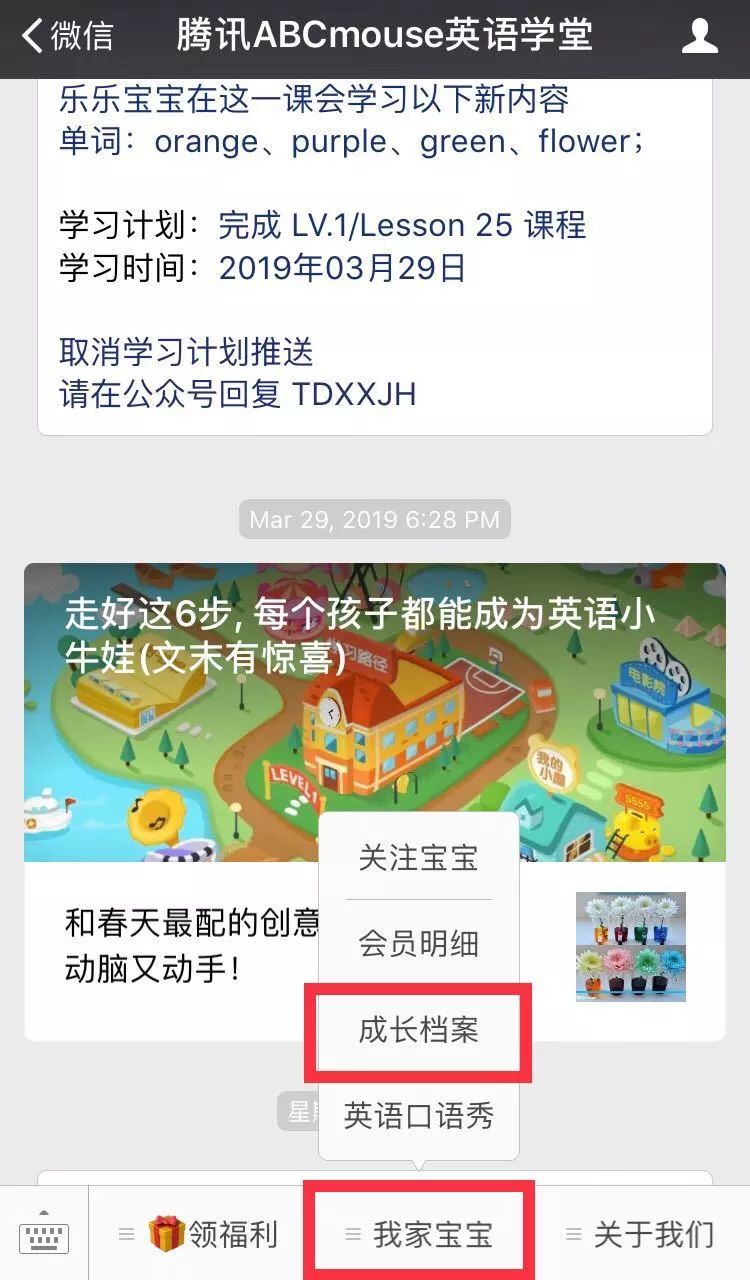 微信
腾讯ABCmouse英语学堂
乐乐宝宝在这一课会学习以下新内容
单词：orange、purple、green、flower；
学习计划：完成 LV.1/Lesson 25 课程
学习时间：2019年03月29日
取消学习计划推送
请在公众号回复 TDXXJH
Mar 29, 2019 6:28 PM
走好这6步, 每个孩子都能成为英语小
牛娃(文末有惊喜)
学习路径
电影院
我的
小屋
LEVEL 1
5555
关注宝宝
和春天最配的创意
动脑又动手！
会员明细
成长档案
英语口语秀
星
领福利
我家宝宝
关于我们